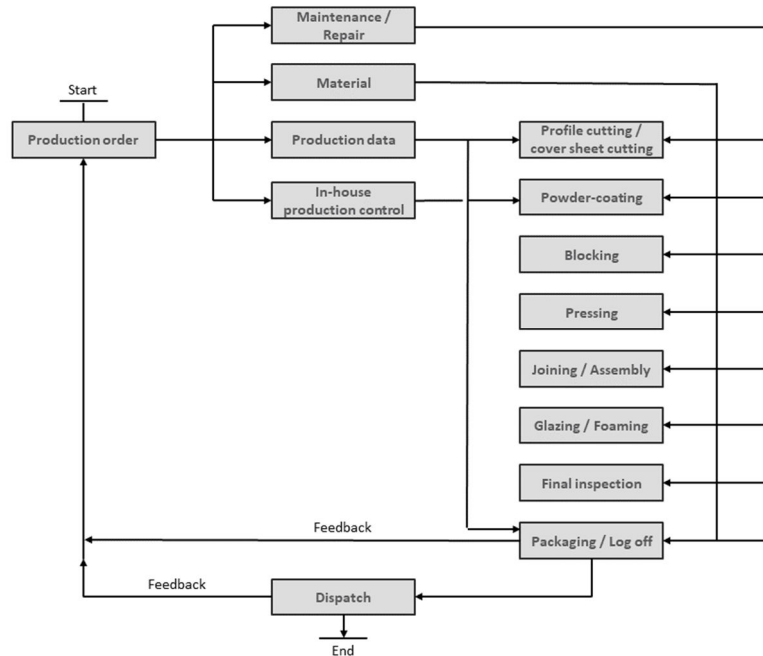 Maintenance /
Repair
Start
Material
Production order
Production data
Profile cutting /
cover sheet cutting
In-house
production control
Powder-coating
Blocking
Pressing
Joining / Assembly
Glazing / Foaming
Final inspection
Feedback
Packaging / Log off
Feedback
Dispatch
End